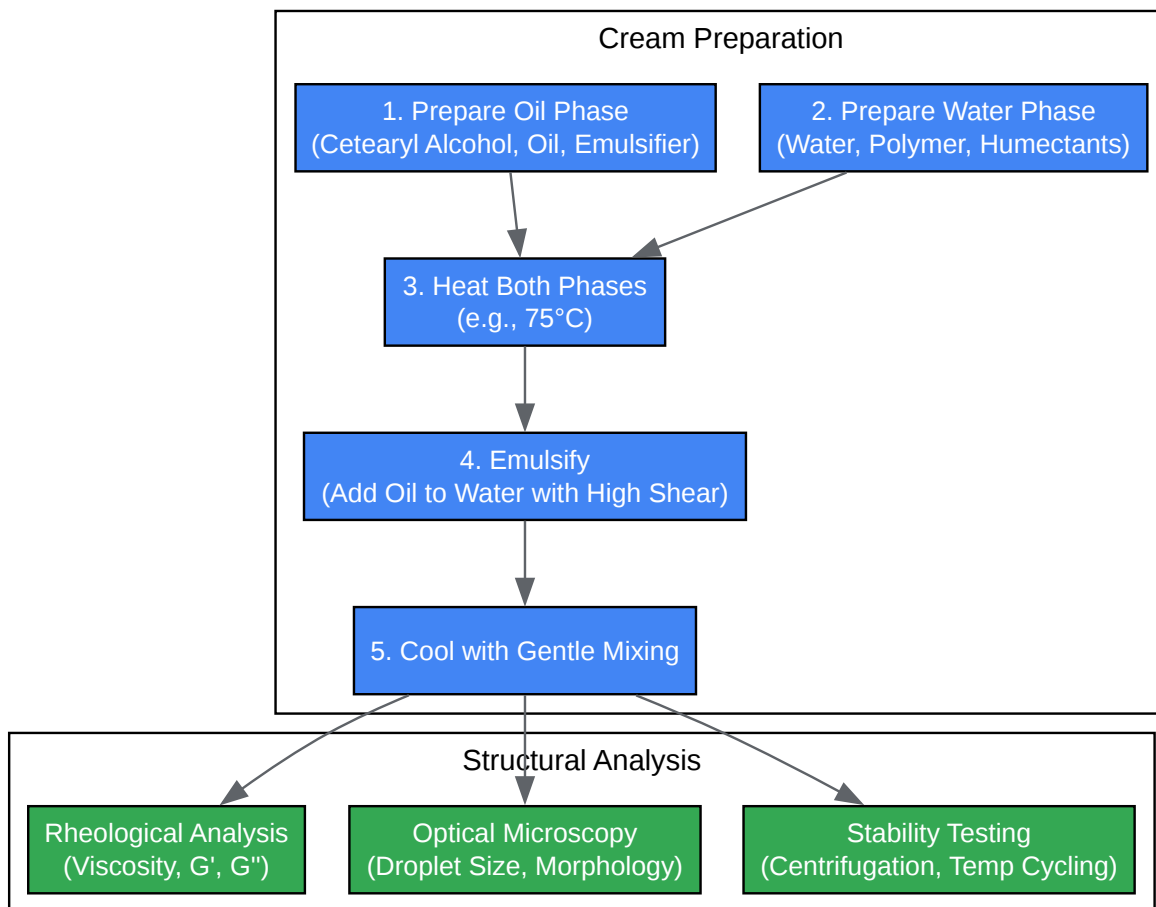 Cream Preparation
1. Prepare Oil Phase
(Cetearyl Alcohol, Oil, Emulsifier)
2. Prepare Water Phase
(Water, Polymer, Humectants)
3. Heat Both Phases
(e.g., 75°C)
4. Emulsify
(Add Oil to Water with High Shear)
5. Cool with Gentle Mixing
Structural Analysis
Rheological Analysis
(Viscosity, G', G'')
Optical Microscopy
(Droplet Size, Morphology)
Stability Testing
(Centrifugation, Temp Cycling)